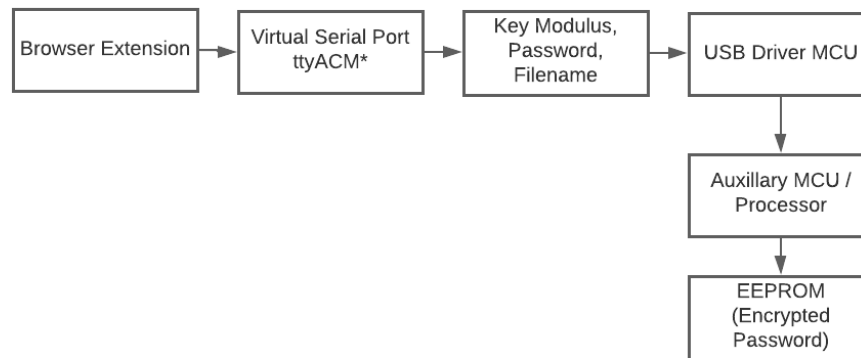 Browser Extension
Virtual Serial Port
ttyACM*
Key Modulus,
Password,
Filename
USB Driver MCU
Auxillary MCU /
Processor
EEPROM
(Encrypted
Password)